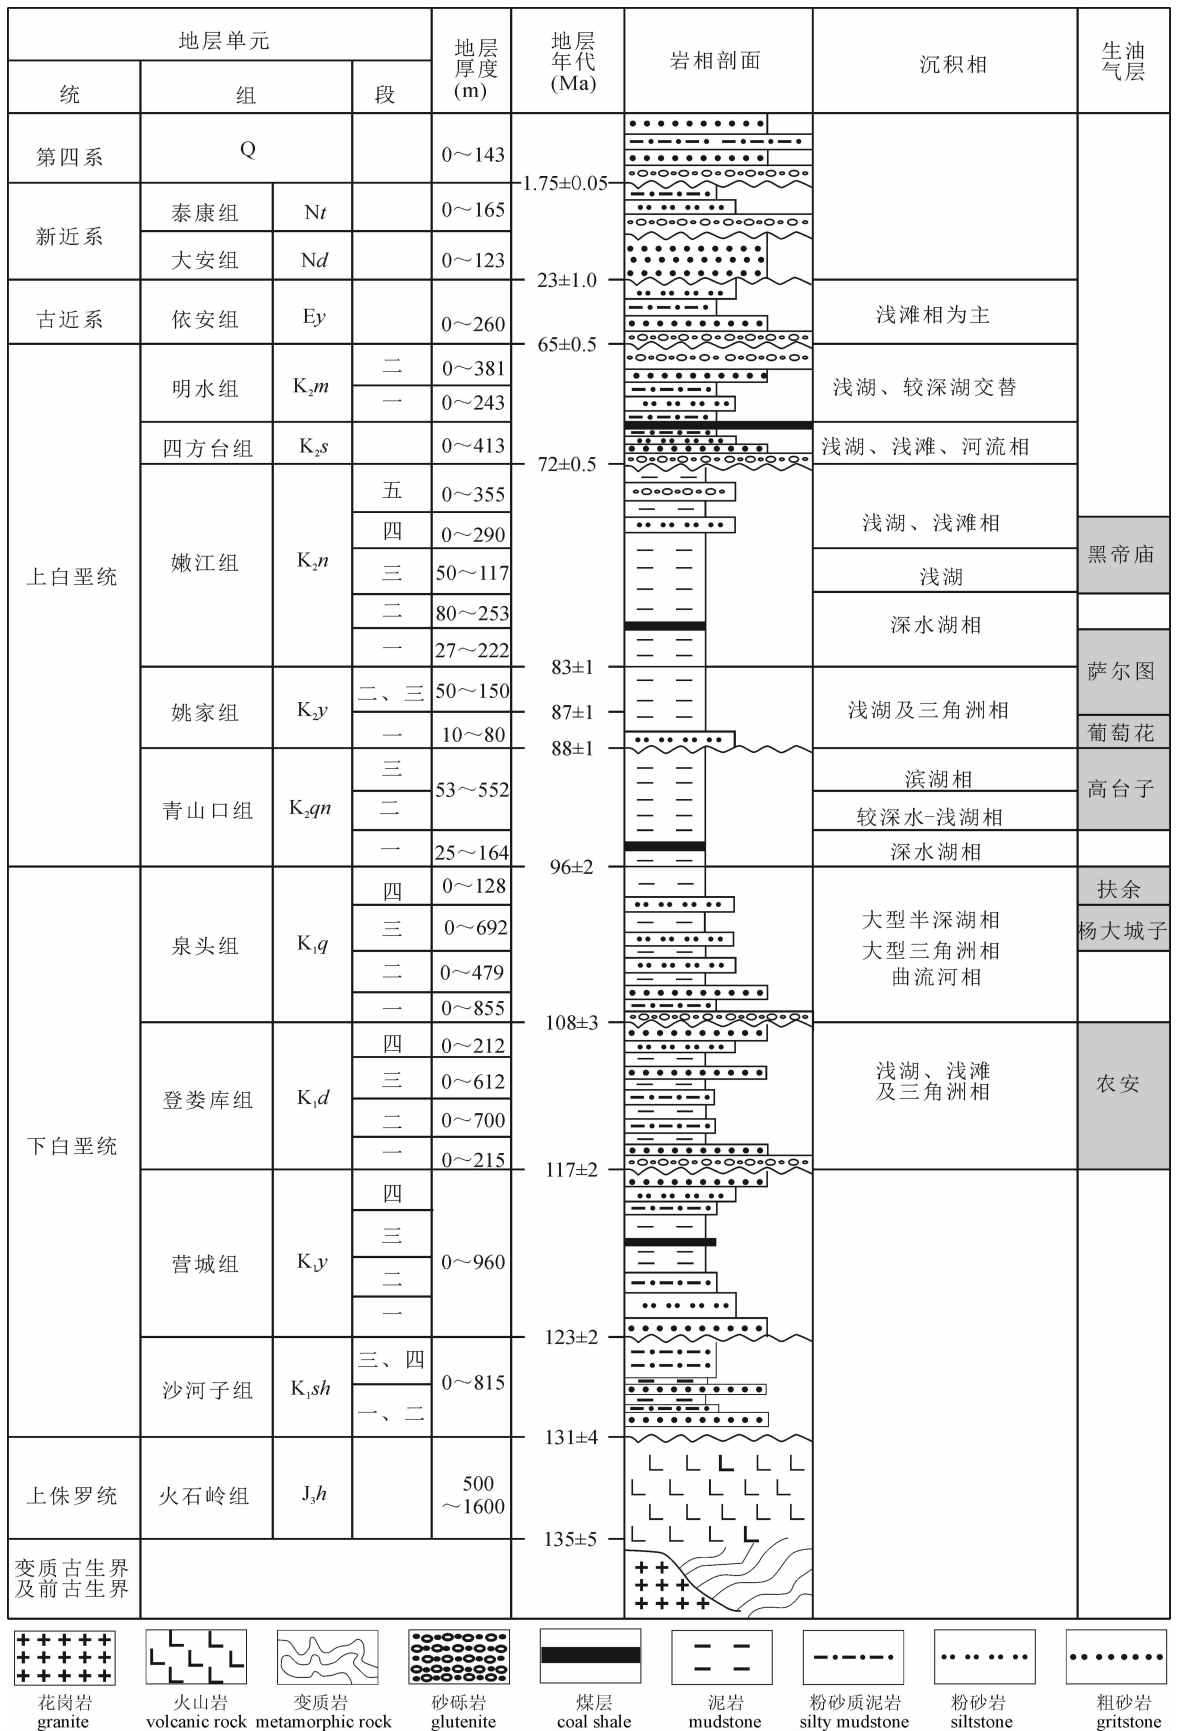 地层单元
统
组
段
地层
厚度
(m)
地层
年代
(Ma)
岩相剖面
沉积相
生油
气层
第四系
Q
0～143
1.75±0.05
新近系
泰康组
Nt
0～165
大安组
Nd
0～123
23±1.0
古近系
依安组
Ey
0～260
浅滩相为主
65±0.5
上白垩统
明水组
K₂m
二
0～381
一
0～243
浅湖、较深湖交替
四方台组
K₂s
0～413
浅湖、浅滩、河流相
72±0.5
嫩江组
K₂n
五
0～355
四
0～290
浅湖、浅滩相
三
50～117
浅湖
黑帝庙
二
80～253
深水湖相
一
27～222
83±1
萨尔图
姚家组
K₂y
二、三
50～150
87±1
浅湖及三角洲相
一
10～80
葡萄花
88±1
青山口组
K₂qn
三
53～552
滨湖相
高台子
二
较深水-浅湖相
一
25～164
深水湖相
96±2
下白垩统
泉头组
K₁q
四
0～128
扶余
三
0～692
杨大城子
二
0～479
一
0～855
大型半深湖相
大型三角洲相
曲流河相
108±3
登娄库组
K₁d
四
0～212
三
0～612
二
0～700
一
0～215
浅湖、浅滩
及三角洲相
农安
117±2
营城组
K₁y
四
三
二
一
0～960
123±2
沙河子组
K₁sh
三、四
一、二
0～815
131±4
上侏罗统
火石岭组
J₃h
500
～1600
135±5
变质古生界
及前古生界
花岗岩
granite
火山岩
volcanic rock
变质岩
metamorphic rock
砂砾岩
glutenite
煤层
coal shale
泥岩
mudstone
粉砂质泥岩
silty mudstone
粉砂岩
siltstone
粗砂岩
gritstone